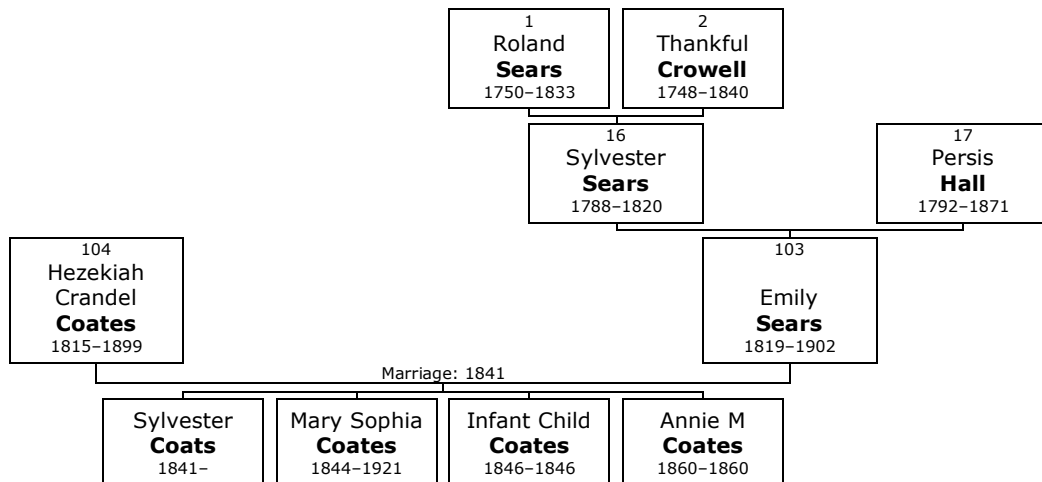 1
Roland
Sears
1750–1833
2
Thankful
Crowell
1748–1840
16
Sylvester
Sears
1788–1820
17
Persis
Hall
1792–1871
104
Hezekiah
Crandel
Coates
1815–1899
103
Emily
Sears
1819–1902
Marriage: 1841
Sylvester
Coats
1841–
Mary Sophia
Coates
1844–1921
Infant Child
Coates
1846–1846
Annie M
Coates
1860–1860